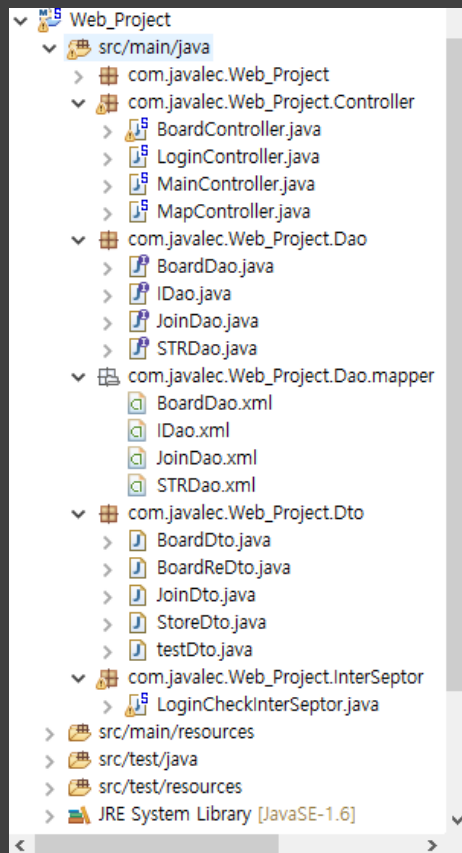 Web_Project
src/main/java
com.javalec.Web_Project
com.javalec.Web_Project.Controller
BoardController.java
LoginController.java
MainController.java
MapController.java
com.javalec.Web_Project.Dao
BoardDao.java
IDao.java
JoinDao.java
STRDao.java
com.javalec.Web_Project.Dao.mapper
BoardDao.xml
IDao.xml
JoinDao.xml
STRDao.xml
com.javalec.Web_Project.Dto
BoardDto.java
BoardReDto.java
JoinDto.java
StoreDto.java
testDto.java
com.javalec.Web_Project.InterSeptor
LoginCheckInterSeptor.java
src/main/resources
src/test/java
src/test/resources
JRE System Library [JavaSE-1.6]